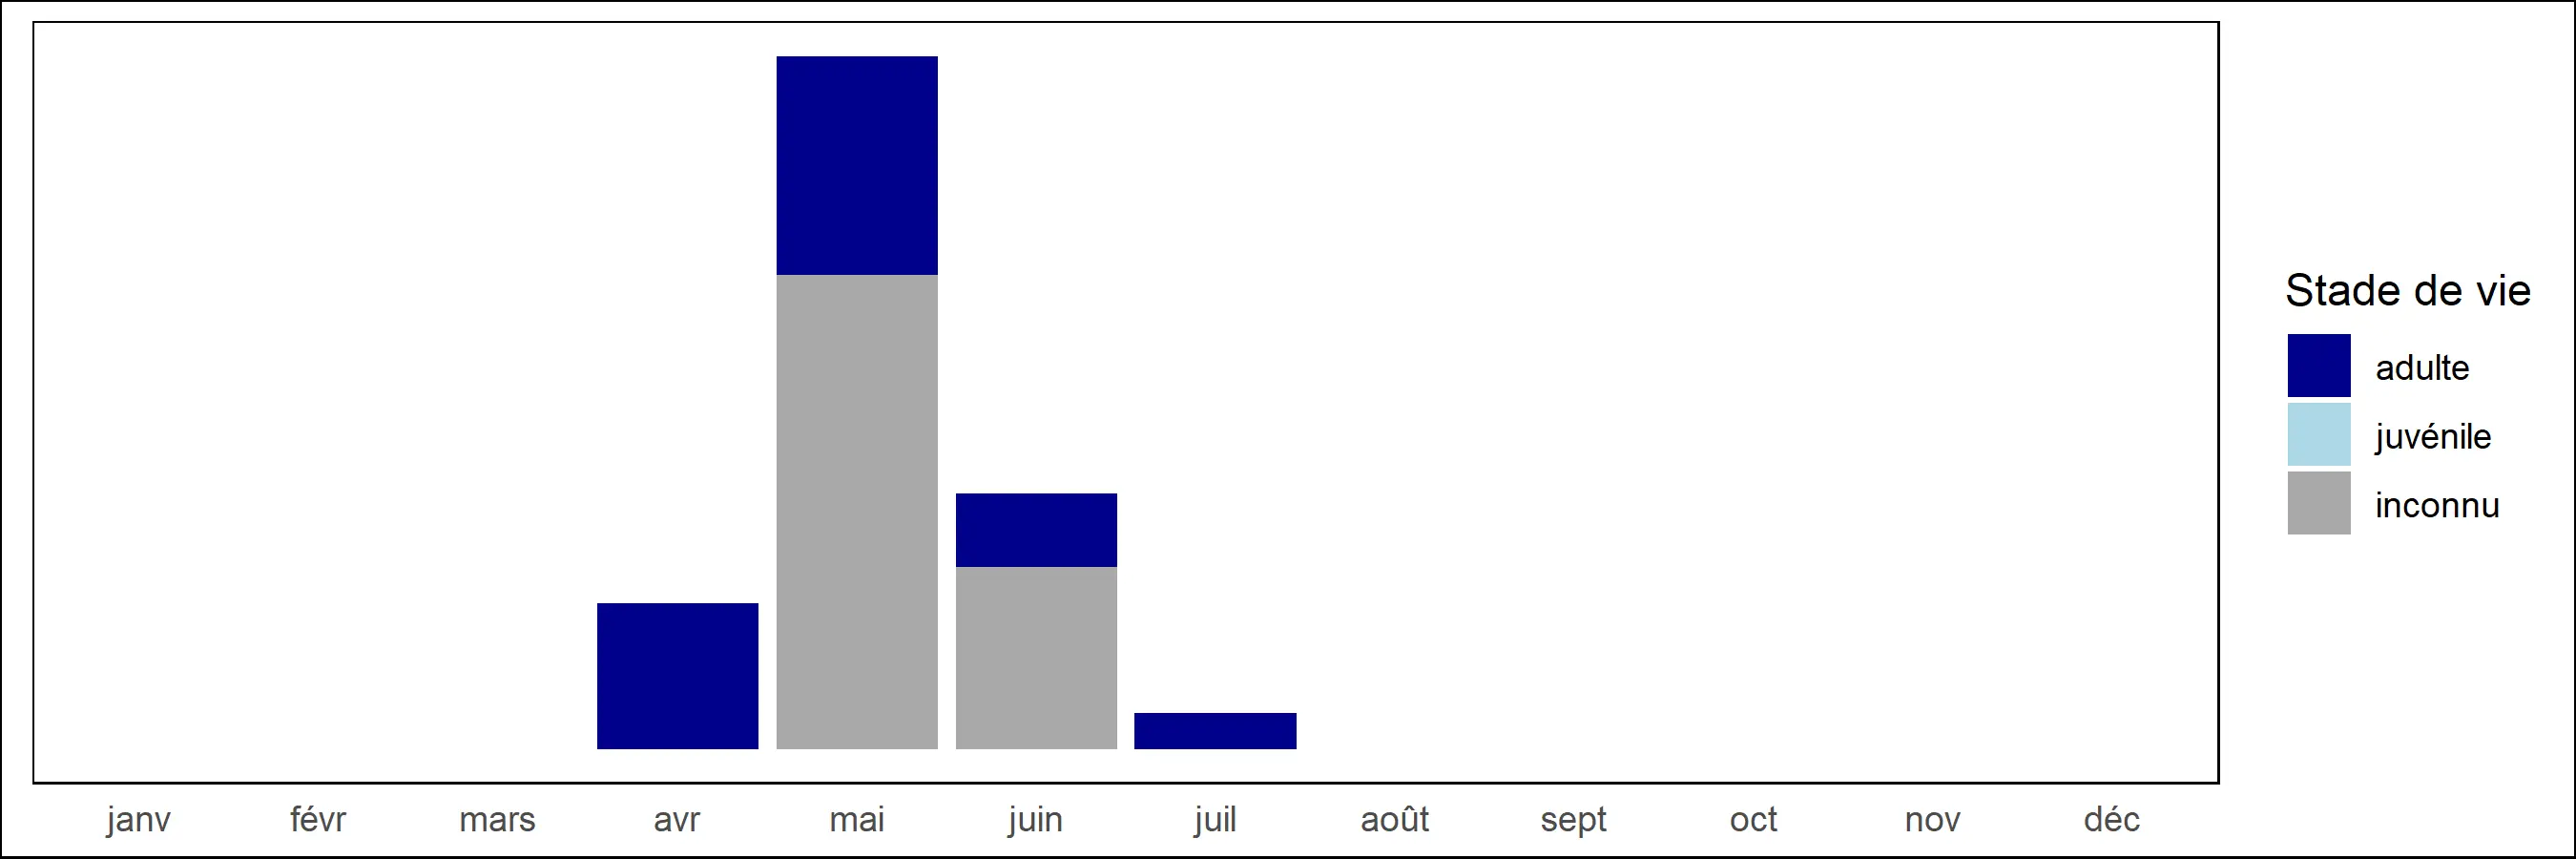 Stade de vie
adulte
juvénile
inconnu
janv févr mars avr mai juin juil août sept oct nov déc